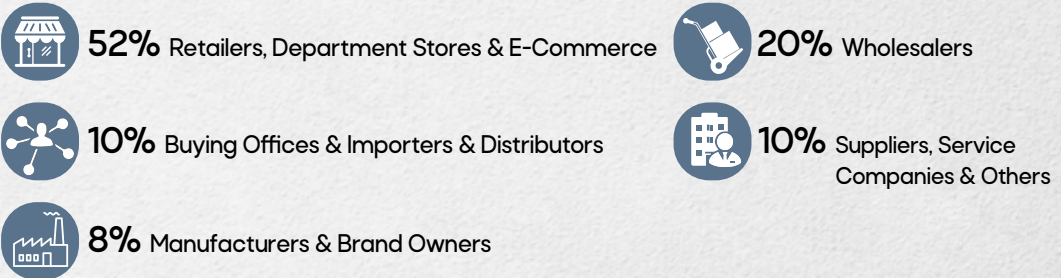 52% Retailers, Department Stores & E-Commerce
20% Wholesalers
10% Buying Offices & Importers & Distributors
10% Suppliers, Service
Companies & Others
8% Manufacturers & Brand Owners